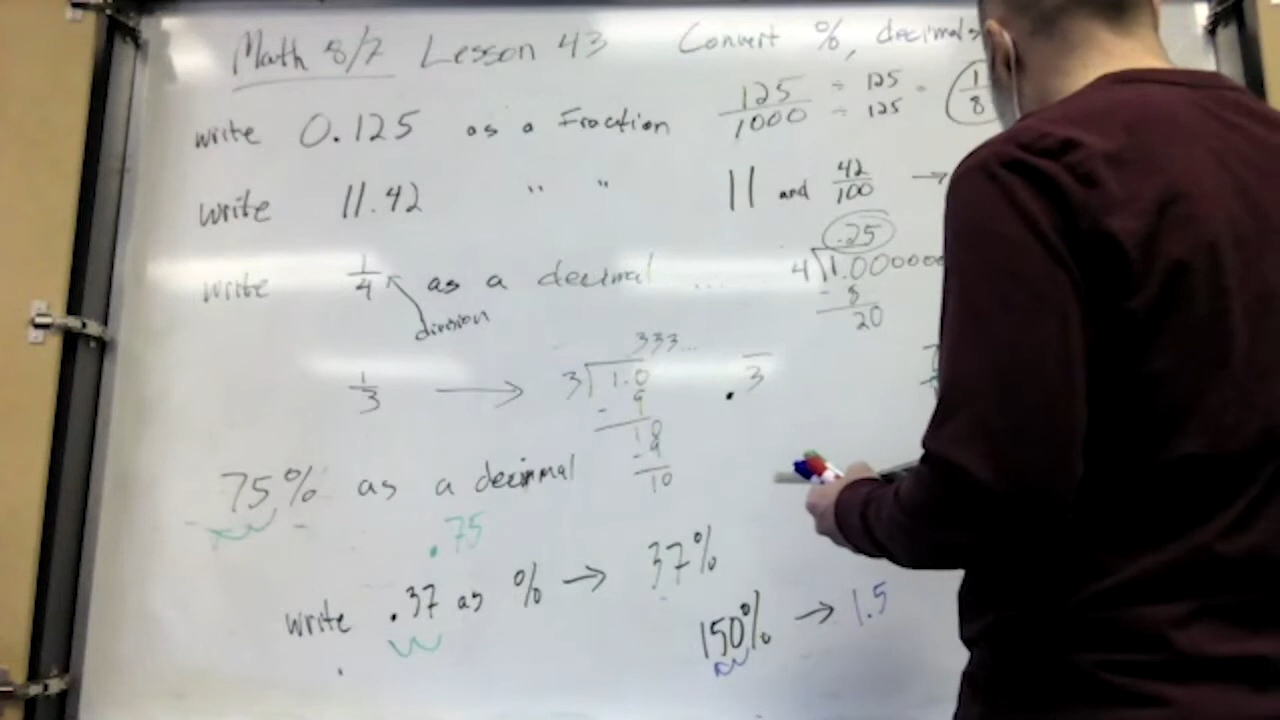 Math 8/7 Lesson 43 Convert %, decimals
write 0.125 as a Fraction 125/1000 ÷ 125/÷ 125 = 1/8
write 11.42 " " 11 and 42/100 →
write 1/4 as a decimal ...
division
.25
4 1.000000
- 8
20
1/3 →
333...
3 1.0
- 9
10
- 9
10
. 3̅
75% as a decimal
.75
write .37 as % → 37%
150% → 1.5